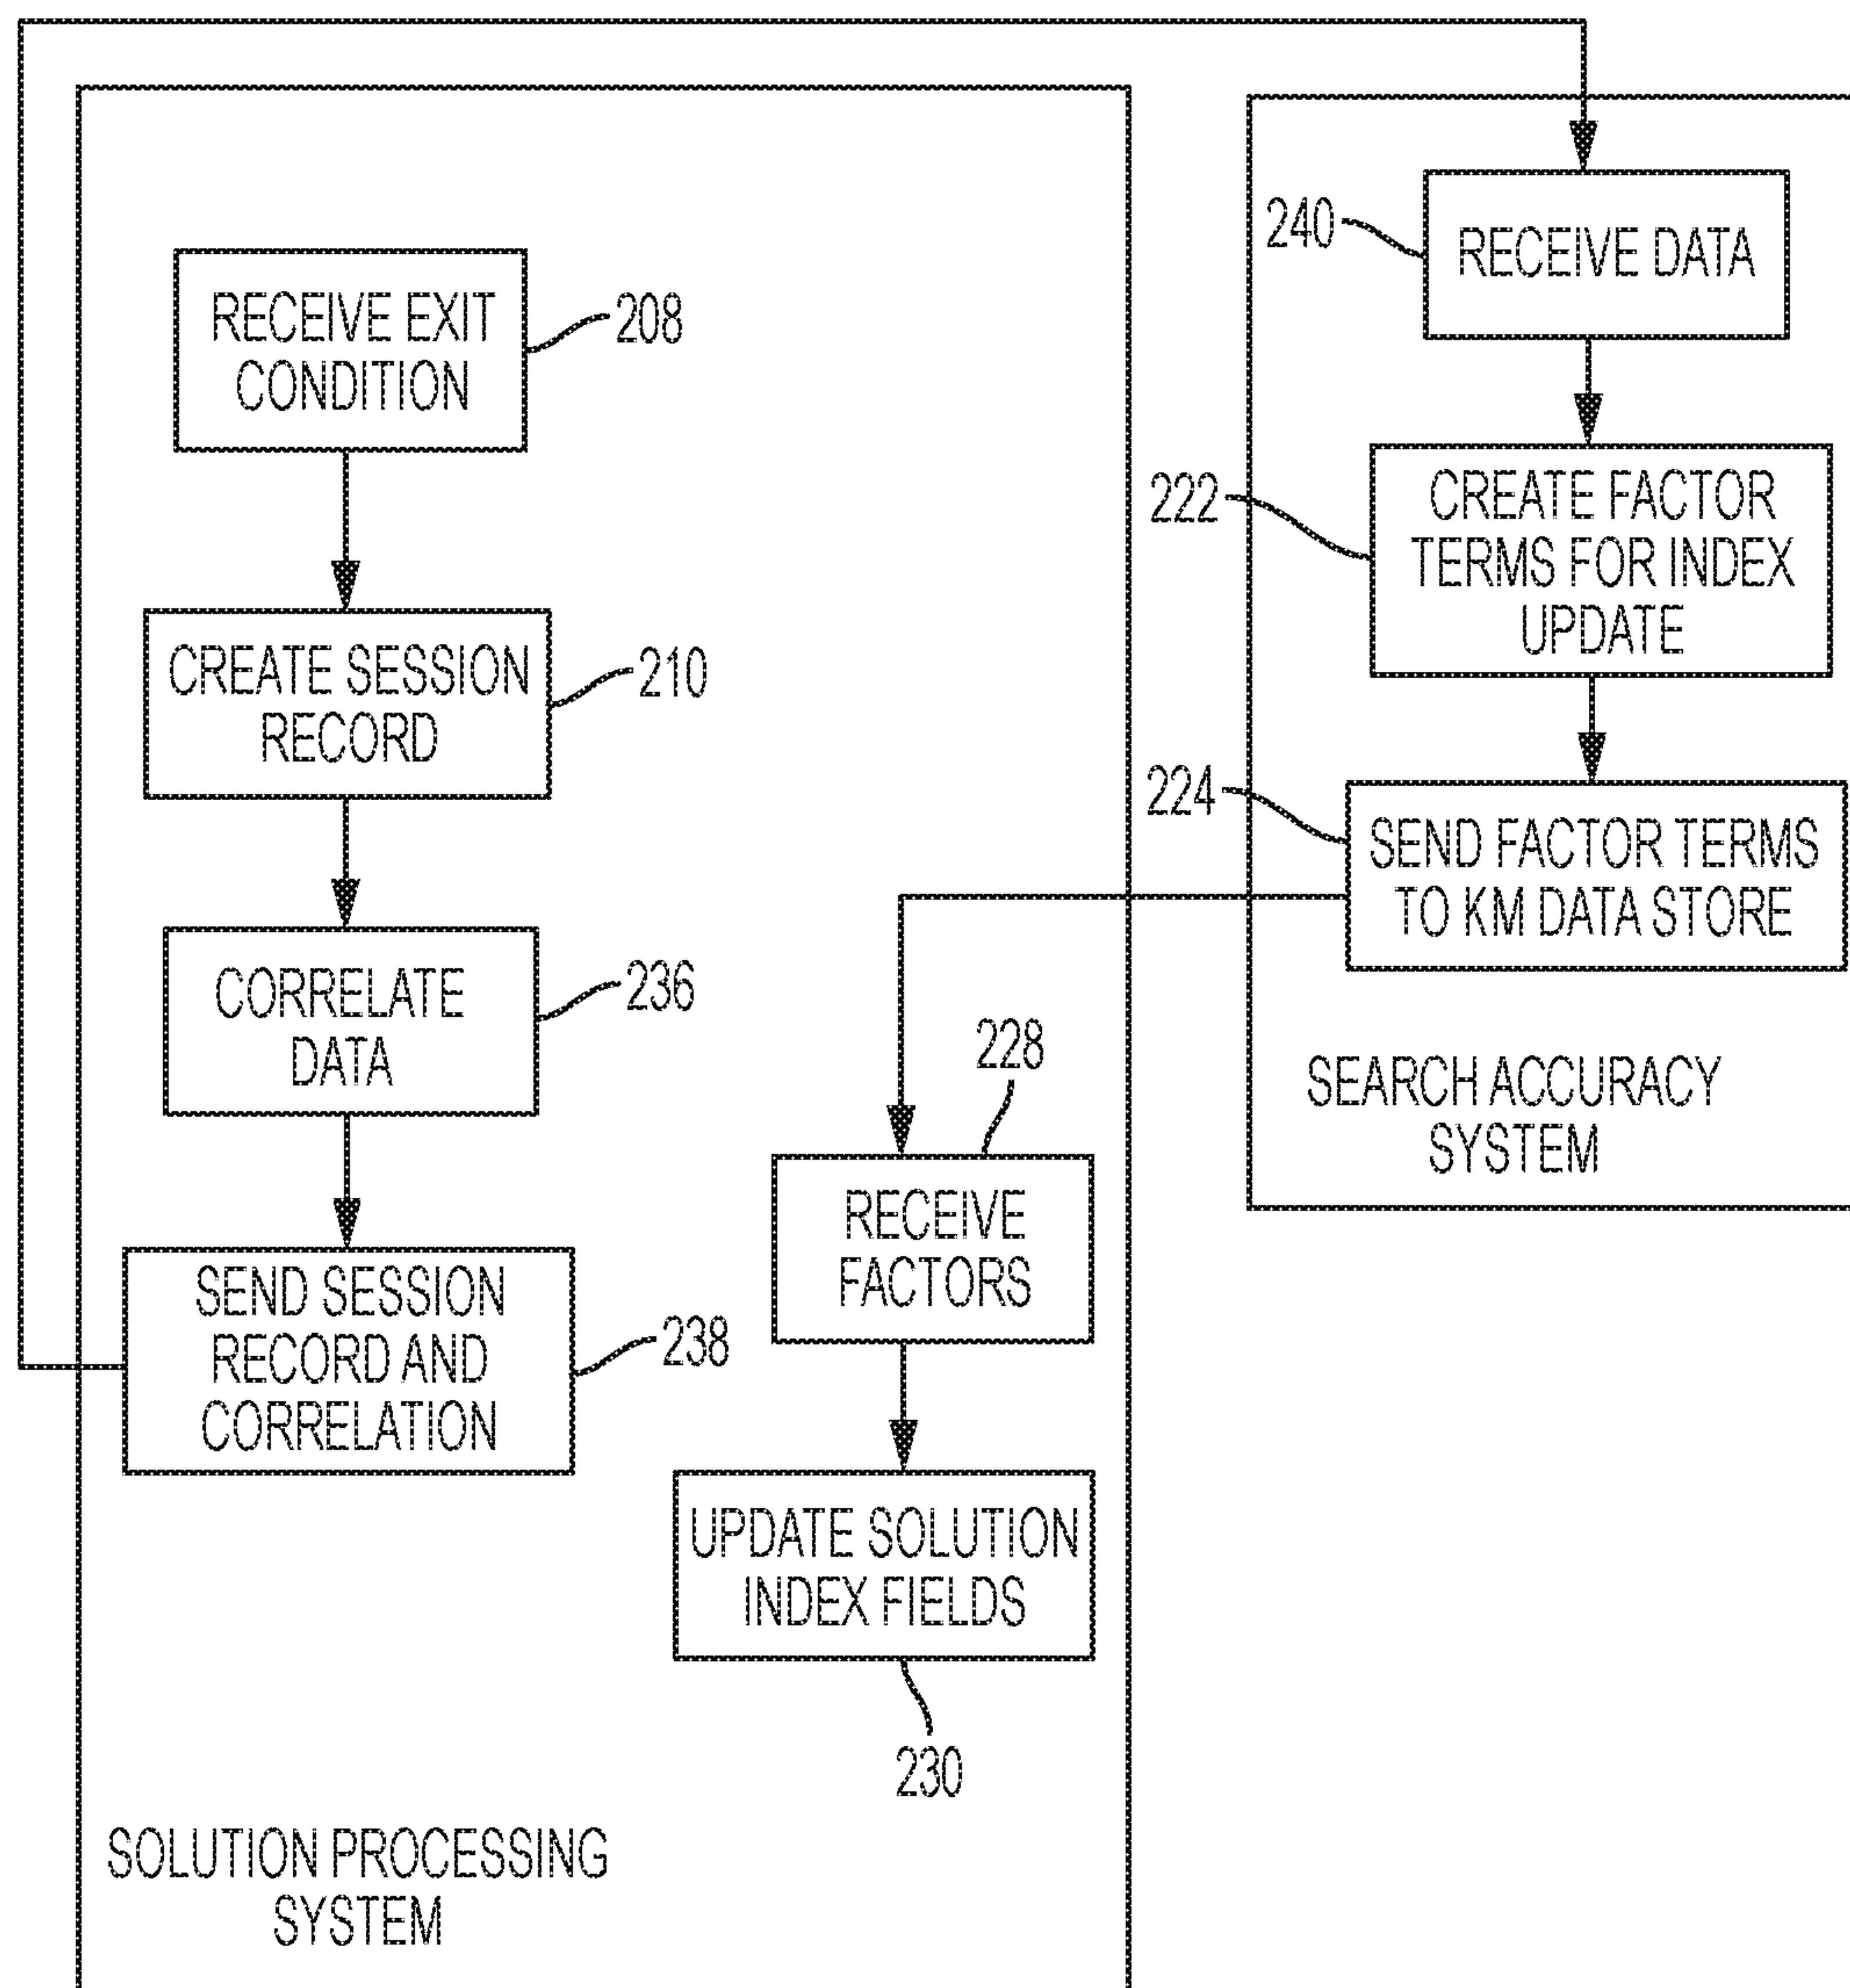 RECEIVE EXIT
CONDITION
208
CREATE SESSION
RECORD
210
CORRELATE
DATA
236
SEND SESSION
RECORD AND
CORRELATION
238
240
RECEIVE DATA
222
CREATE FACTOR
TERMS FOR INDEX
UPDATE
224
SEND FACTOR TERMS
TO KM DATA STORE
SEARCH ACCURACY
SYSTEM
228
RECEIVE
FACTORS
UPDATE SOLUTION
INDEX FIELDS
230
SOLUTION PROCESSING
SYSTEM